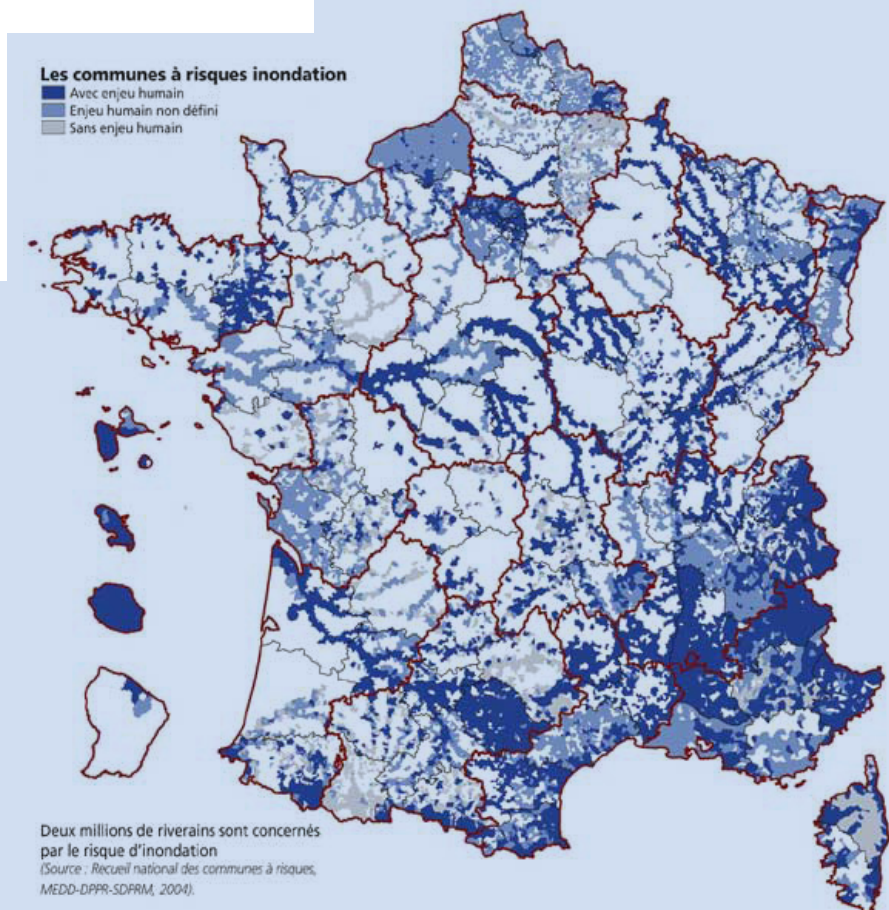 Les communes à risques inondation
Avec enjeu humain
Enjeu humain non défini
Sans enjeu humain
Deux millions de riverains sont concernés
par le risque d'inondation
(Source : Recueil national des communes à risques,
MEDD-DPPR-SDPRM, 2004).